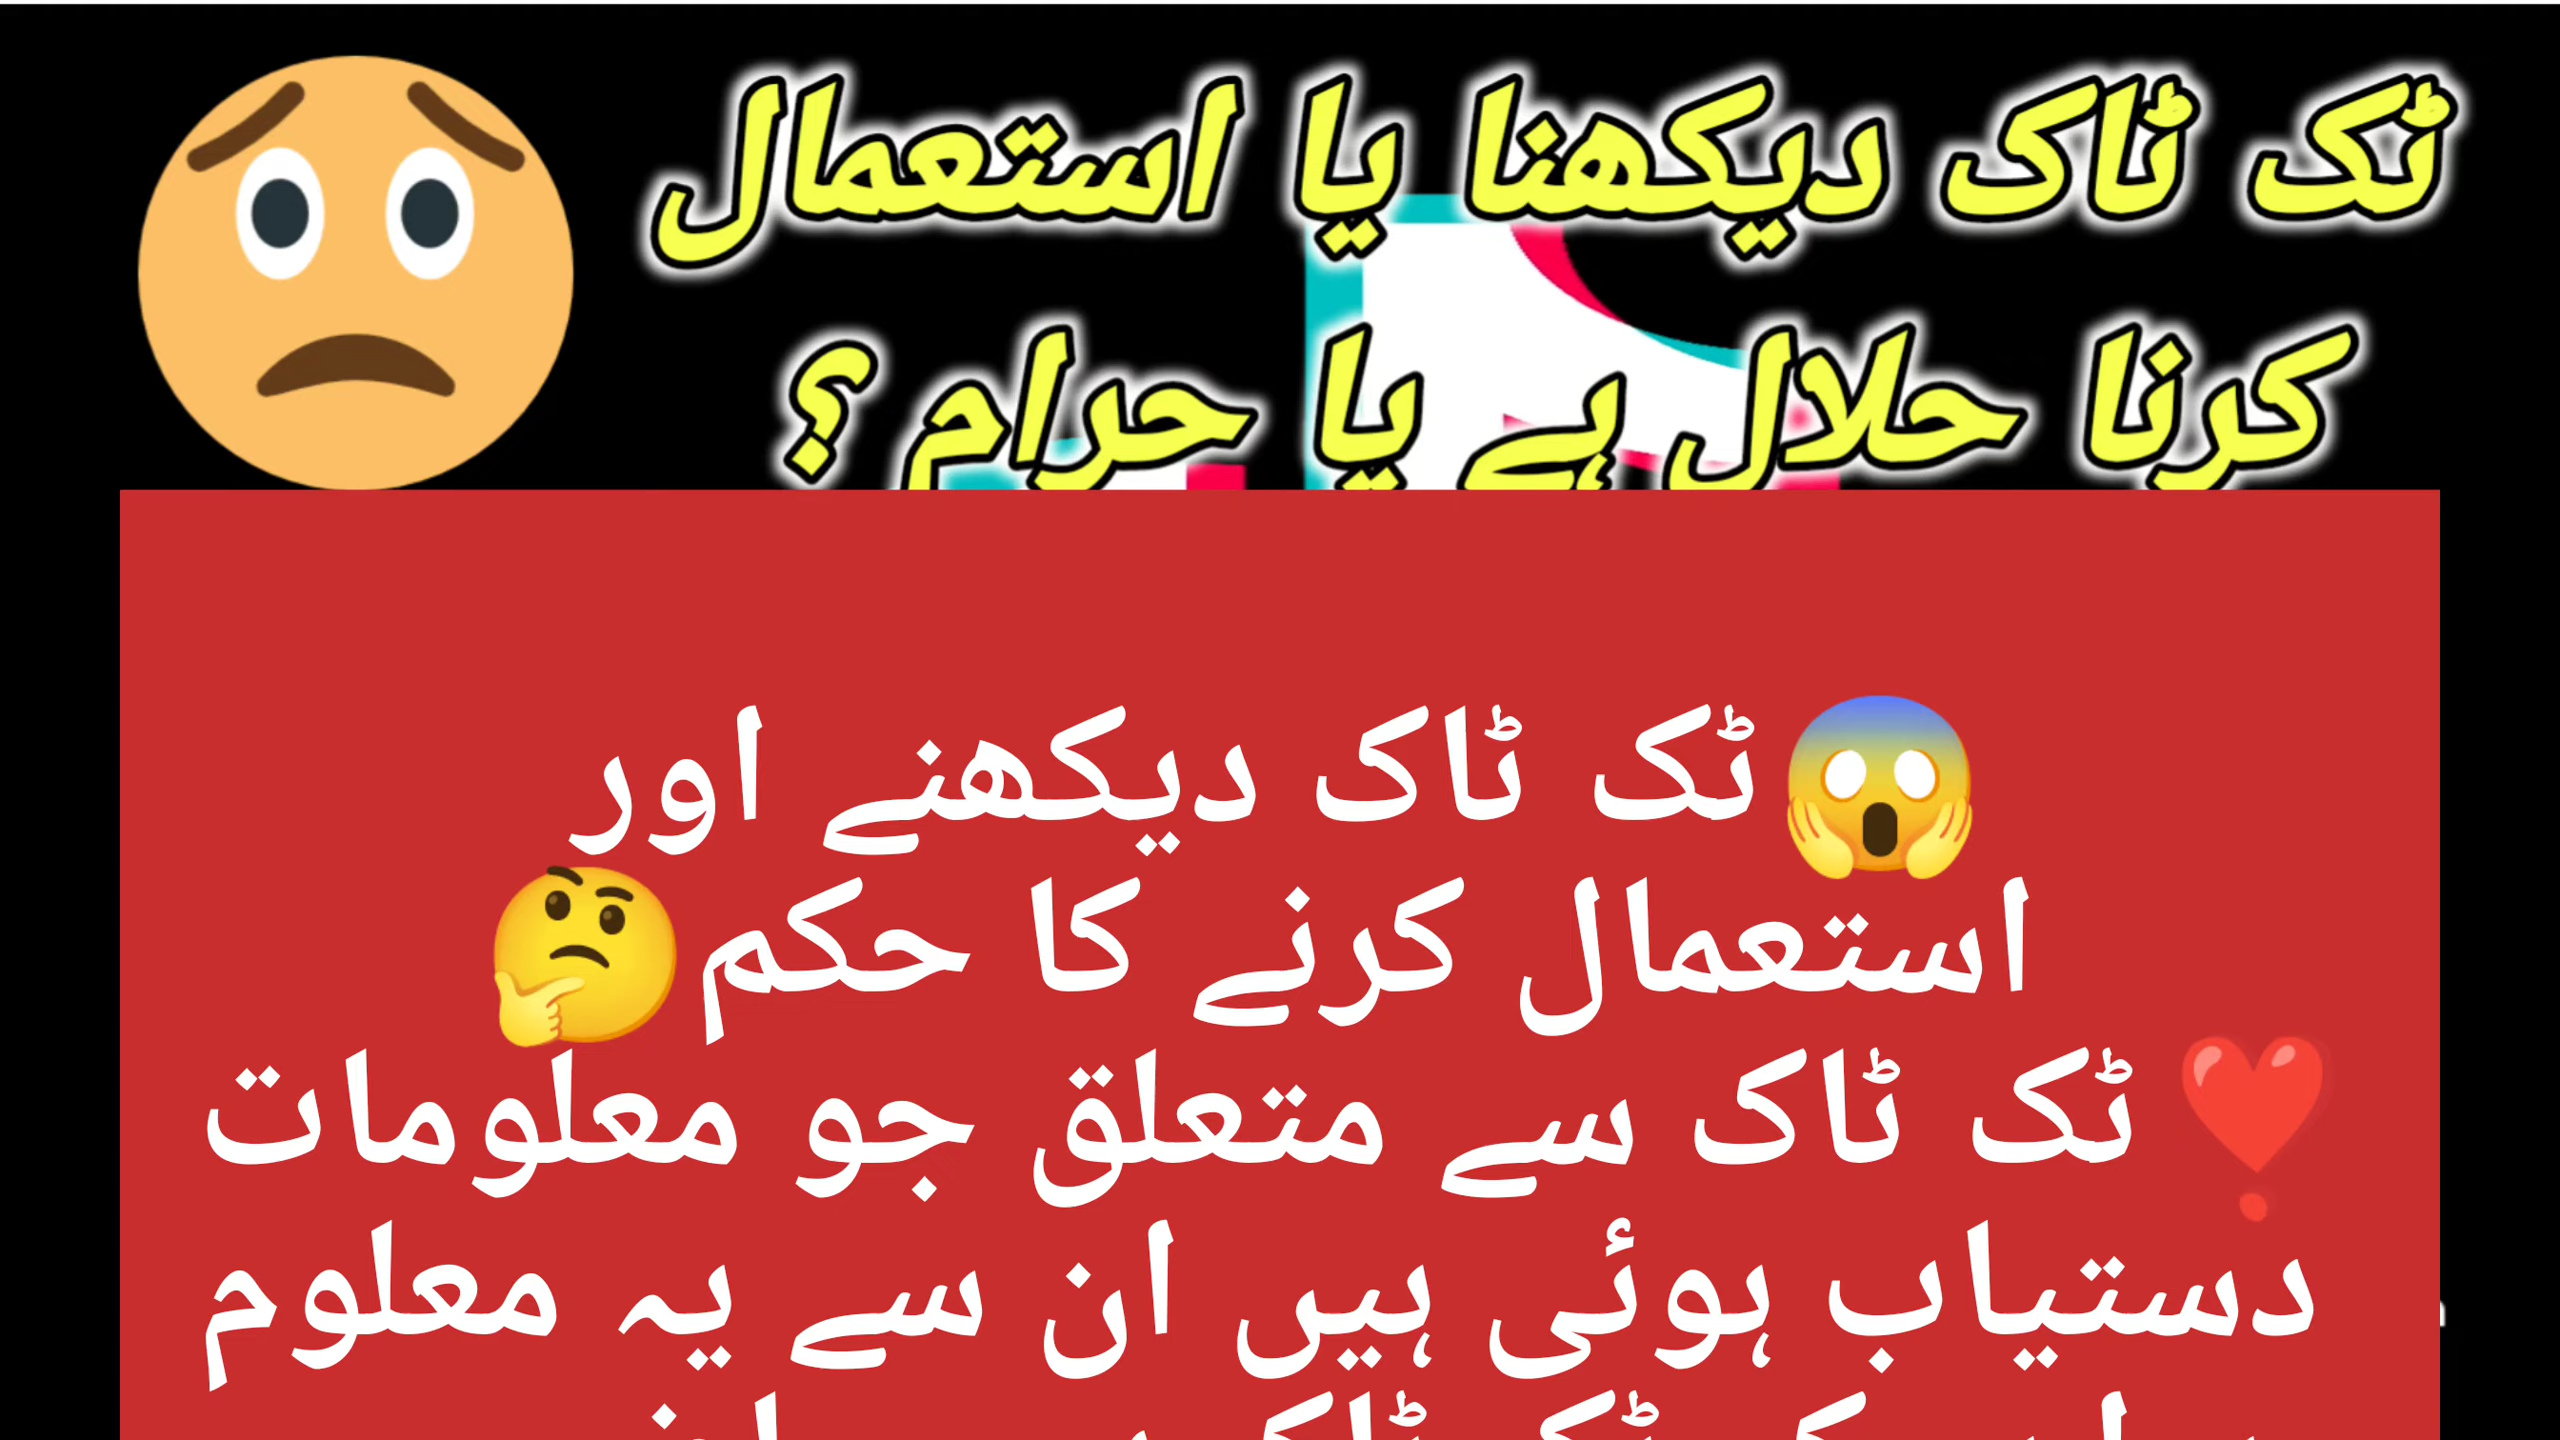 ٹک ٹاک دیکھنا یا استعمال
کرنا حلال ہے یا حرام ؟
😱ٹک ٹاک دیکھنے اور
استعمال کرنے کا حکم🤔
❣️ ٹک ٹاک سے متعلق جو معلومات
دستیاب ہوئی ہیں ان سے یہ معلوم